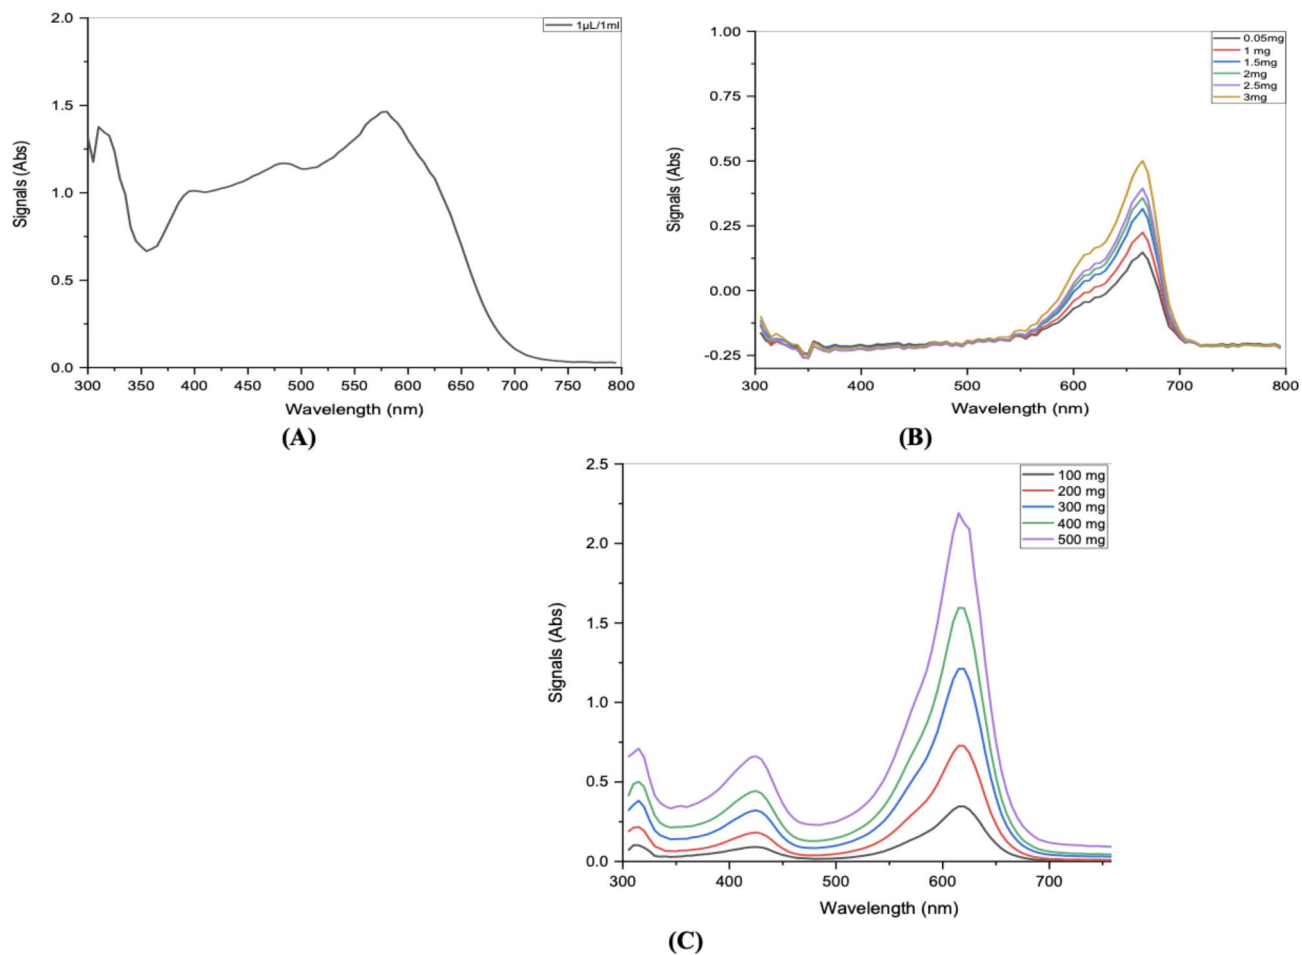 2.0
1.5
1.0
0.5
0.0
Signals (Abs)
1µL/1ml
300 350 400 450 500 550 600 650 700 750 800
Wavelength (nm)
(A)
1.00
0.75
0.50
0.25
0.00
-0.25
Signals (Abs)
0.05mg
1 mg
1.5mg
2mg
2.5mg
3mg
300 400 500 600 700 800
Wavelength (nm)
(B)
2.5
2.0
1.5
1.0
0.5
0.0
Signals (Abs)
100 mg
200 mg
300 mg
400 mg
500 mg
300 400 500 600 700
Wavelength (nm)
(C)